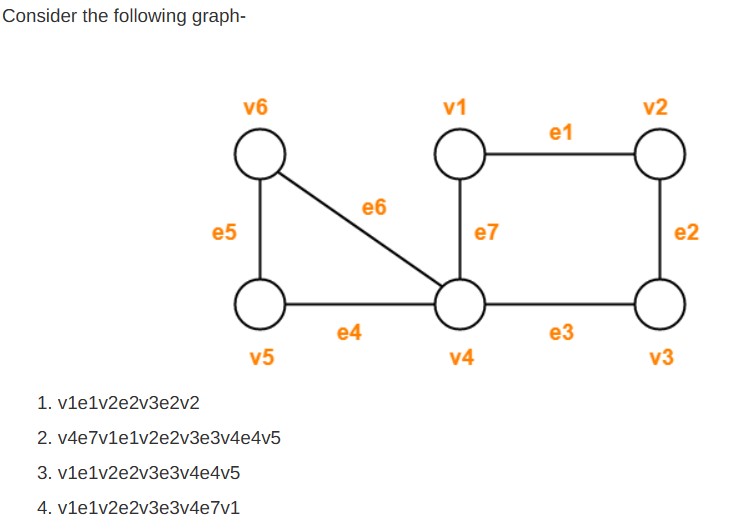 Consider the following graph-
v6 v1 v2
e1
e6
e5 e7 e2
e4 e3
v5 v4 v3
1. v1e1v2e2v3e2v2
2. v4e7v1e1v2e2v3e3v4e4v5
3. v1e1v2e2v3e3v4e4v5
4. v1e1v2e2v3e3v4e7v1